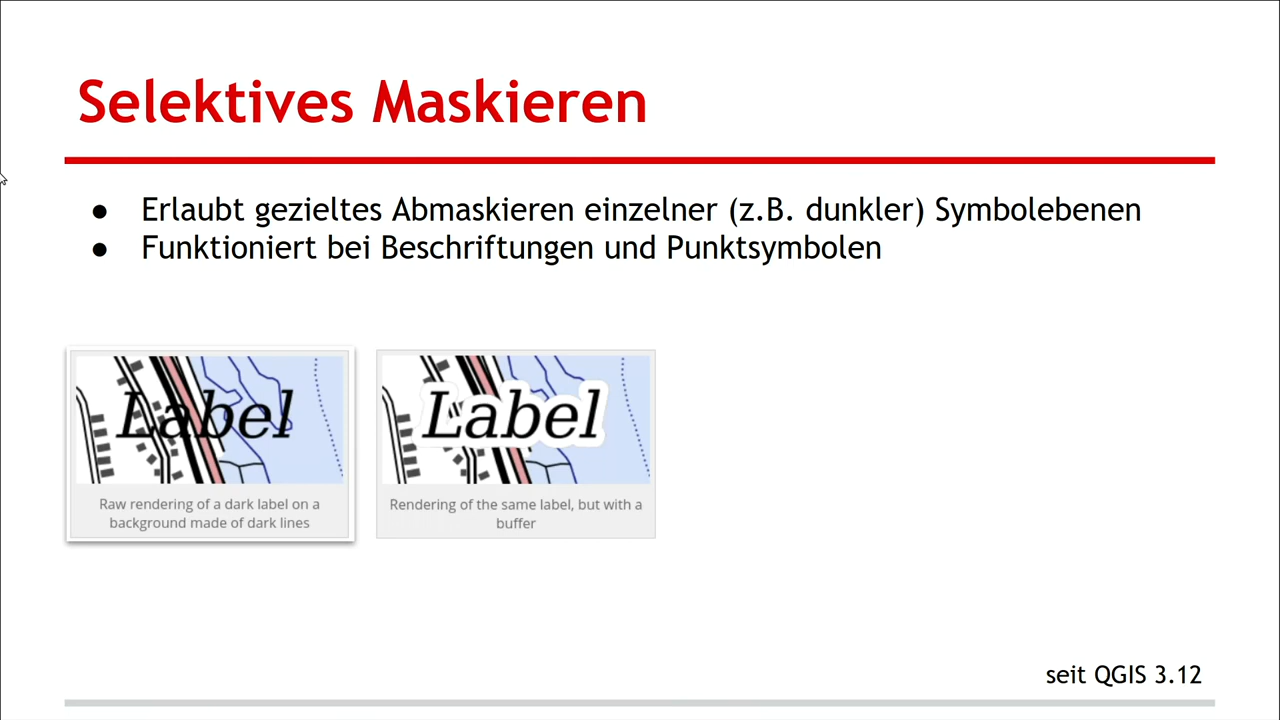 Selektives Maskieren
● Erlaubt gezieltes Abmaskieren einzelner (z.B. dunkler) Symbolebenen
● Funktioniert bei Beschriftungen und Punktsymbolen
Label
Raw rendering of a dark label on a
background made of dark lines
Label
Rendering of the same label, but with a
buffer
seit QGIS 3.12